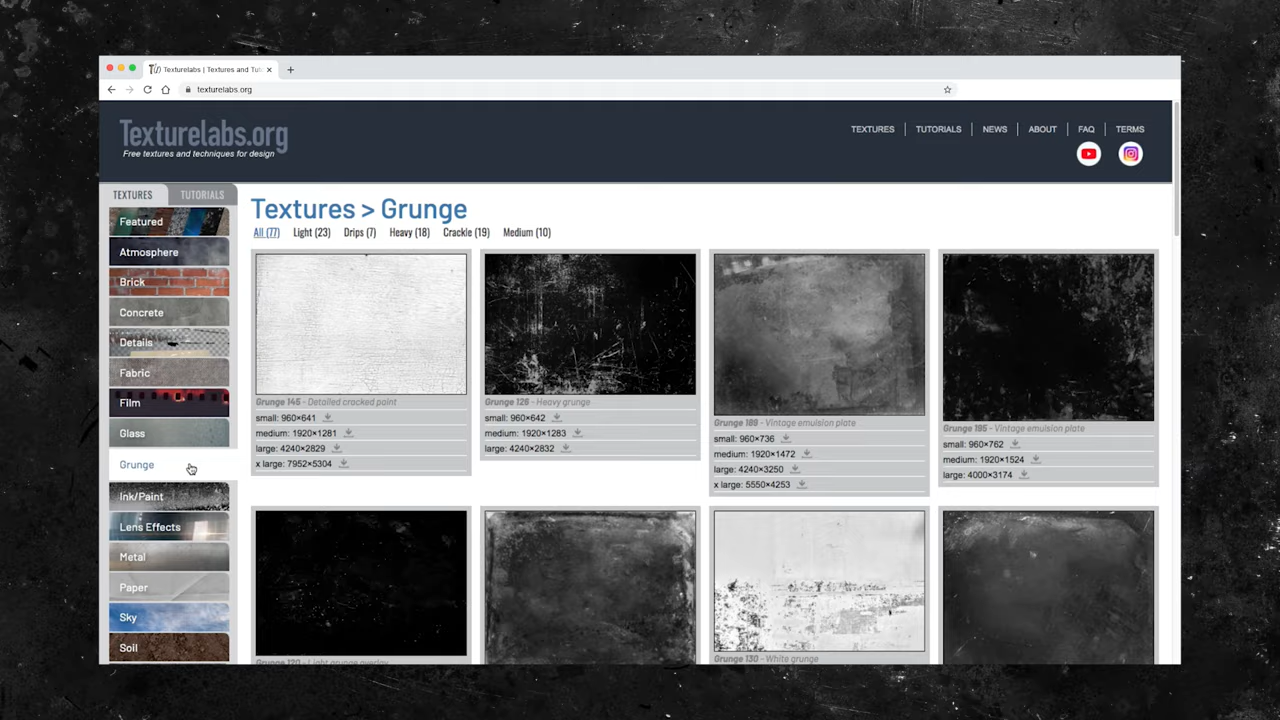 Texturelabs | Textures and Tut
texturelabs.org
Texturelabs.org
Free textures and techniques for design
TEXTURES
TUTORIALS
NEWS
ABOUT
FAQ
TERMS
TEXTURES
TUTORIALS
Featured
Atmosphere
Brick
Concrete
Details
Fabric
Film
Glass
Grunge
Ink/Paint
Lens Effects
Metal
Paper
Sky
Soil
Textures > Grunge
All (77) Light (23) Drips (7) Heavy (18) Crackle (19) Medium (10)
Grunge 145 - Detailed cracked paint
small: 960×641
medium: 1920×1281
large: 4240×2829
x large: 7952×5304
Grunge 126 - Heavy grunge
small: 960×642
medium: 1920×1283
large: 4240×2832
Grunge 189 - Vintage emulsion plate
small: 960×736
medium: 1920×1472
large: 4240×3250
x large: 5550×4253
Grunge 195 - Vintage emulsion plate
small: 960×762
medium: 1920×1524
large: 4000×3174
Grunge 120 - Light grunge overlay
Grunge 130 - White grunge